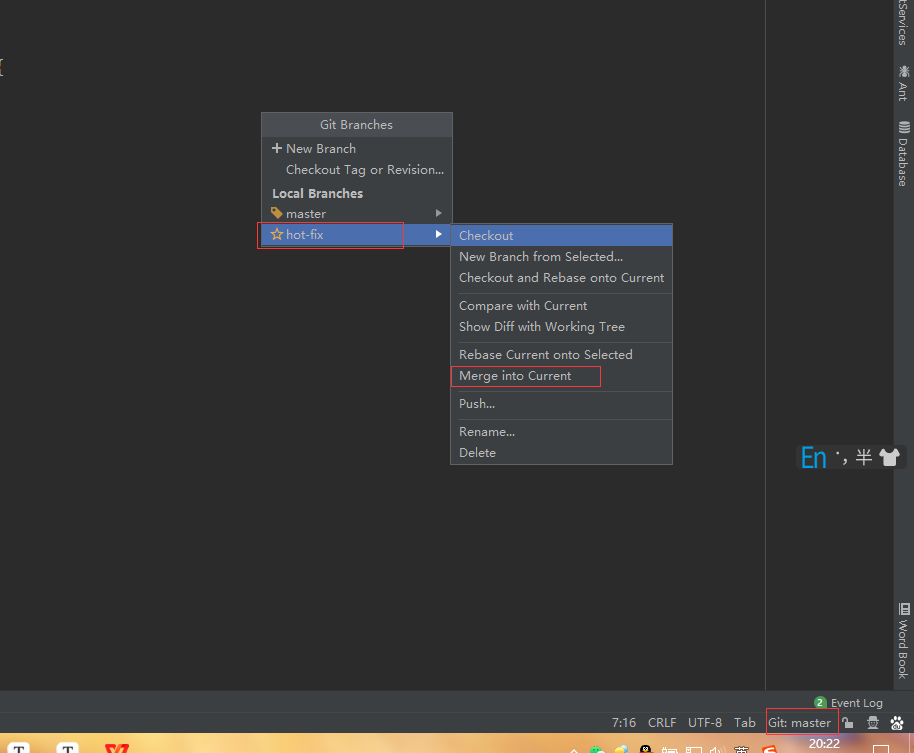 tServices
Ant
Database
Git Branches
New Branch
Checkout Tag or Revision...
Local Branches
master
hot-fix
Checkout
New Branch from Selected...
Checkout and Rebase onto Current
Compare with Current
Show Diff with Working Tree
Rebase Current onto Selected
Merge into Current
Push...
Rename...
Delete
En ·, 半
Word Book
2 Event Log
7:16 CRLF UTF-8 Tab Git: master
T T 英 20:22